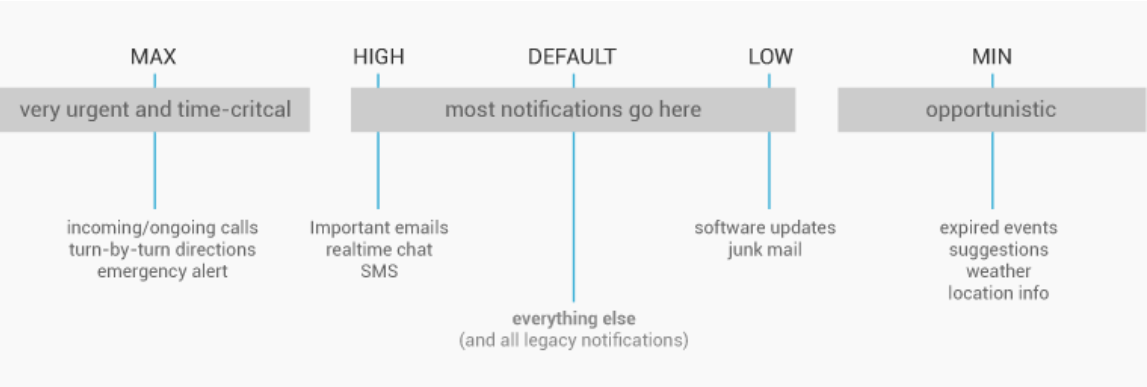 MAX
HIGH
DEFAULT
LOW
MIN
very urgent and time-critcal
most notifications go here
opportunistic
incoming/ongoing calls
turn-by-turn directions
emergency alert
Important emails
realtime chat
SMS
everything else
(and all legacy notifications)
software updates
junk mail
expired events
suggestions
weather
location info